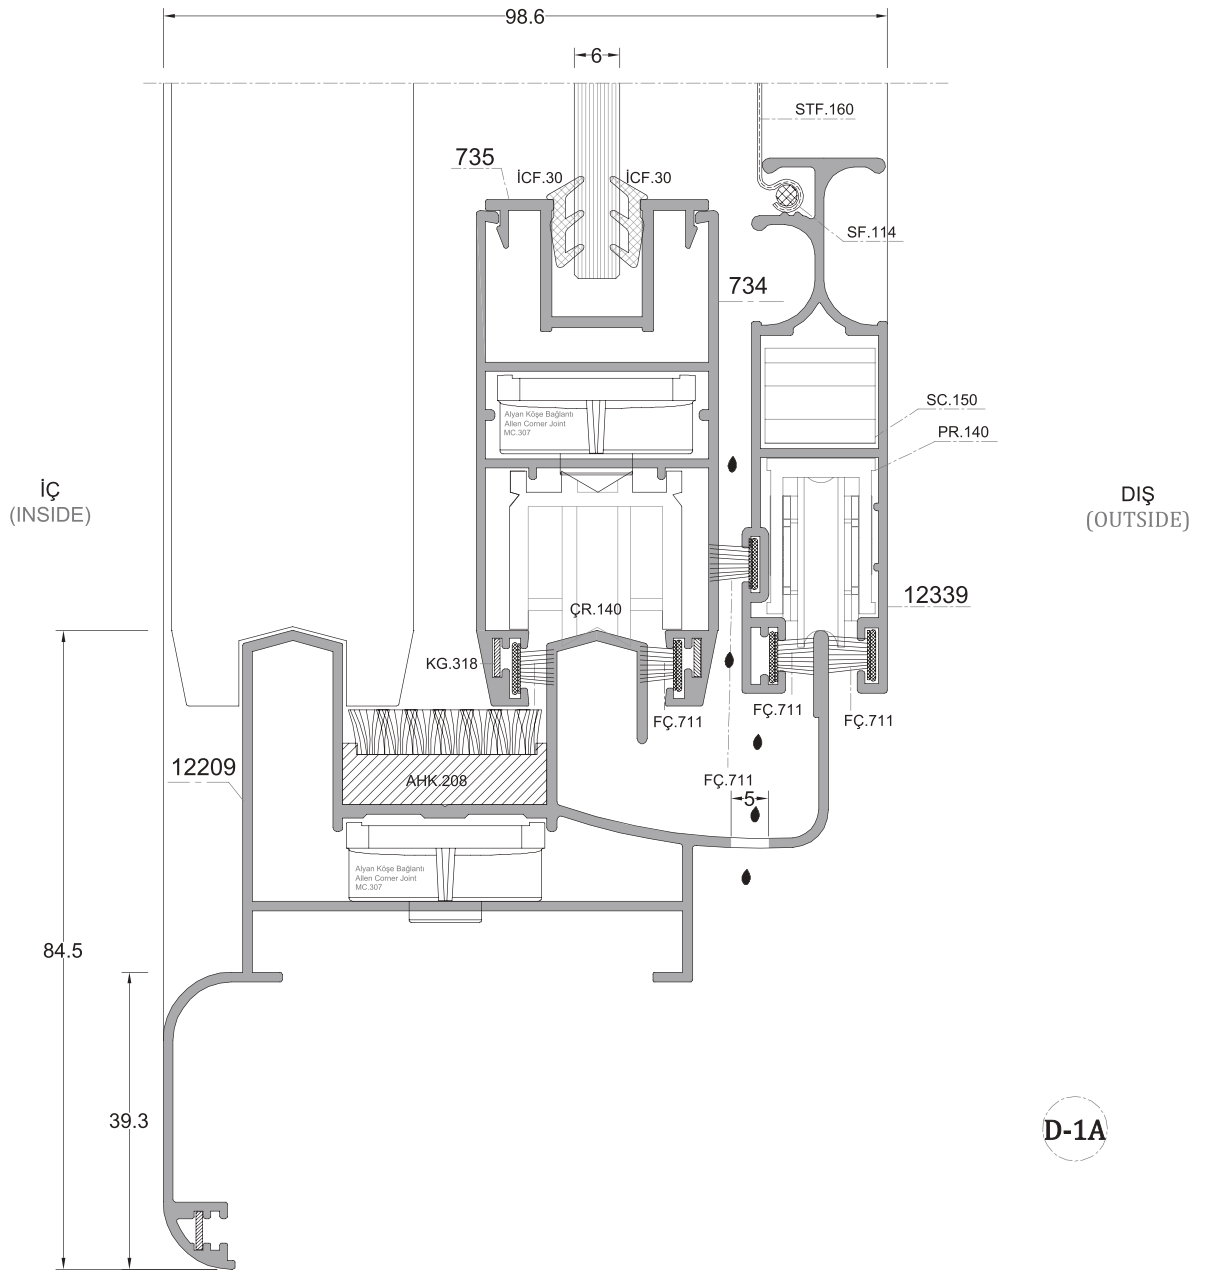 98.6
6
STF.160
735
İCF.30
İCF.30
SF.114
734
SC.150
Alyan Köşe Bağlantı
Allen Corner Joint
MC.307
PR.140
İÇ
(INSIDE)
DIŞ
(OUTSIDE)
12339
ÇR.140
KG.318
FÇ.711
FÇ.711
FÇ.711
12209
AHK.208
FÇ.711
5
Alyan Köşe Bağlantı
Allen Corner Joint
MC.307
84.5
39.3
D-1A